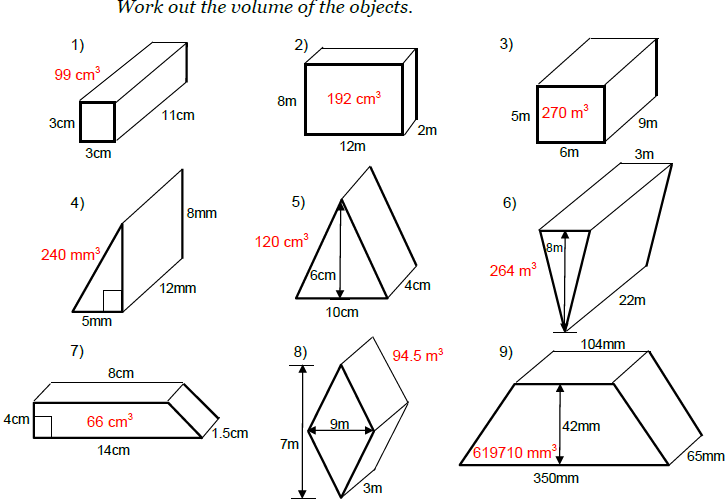 Work out the volume of the objects.
1)
99 cm³
3cm
11cm
3cm
2)
8m
192 cm³
2m
12m
3)
5m
270 m³
9m
6m
4)
8mm
240 mm³
12mm
5mm
5)
120 cm³
6cm
4cm
10cm
6)
3m
8m
264 m³
22m
7)
8cm
4cm
66 cm³
1.5cm
14cm
8)
94.5 m³
9m
7m
3m
9)
104mm
42mm
619710 mm³
65mm
350mm